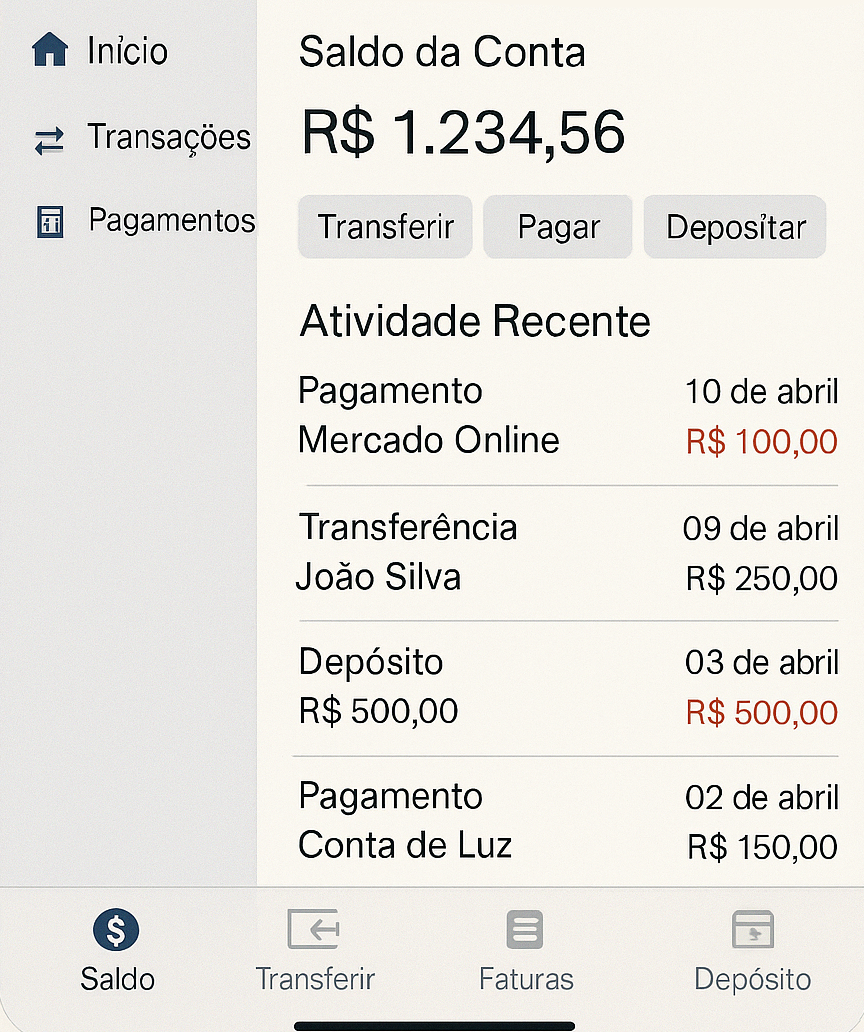 Início
Transações
Pagamentos
Saldo da Conta
R$ 1.234,56
Transferir
Pagar
Depositar
Atividade Recente
Pagamento
10 de abril
Mercado Online
R$ 100,00
Transferência
09 de abril
João Silva
R$ 250,00
Depósito
03 de abril
R$ 500,00
R$ 500,00
Pagamento
02 de abril
Conta de Luz
R$ 150,00
Saldo
Transferir
Faturas
Depósito